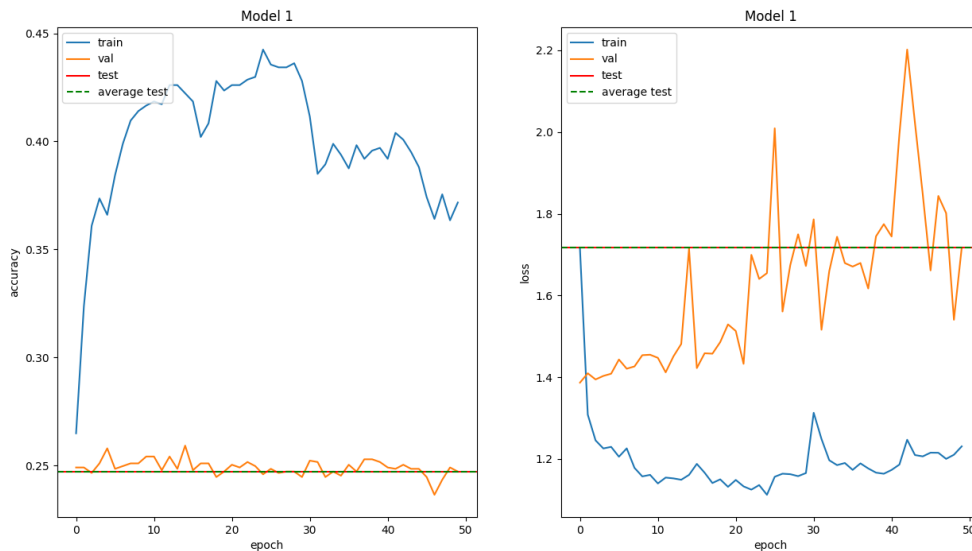 Model 1
0.45
0.40
0.35
0.30
0.25
accuracy
train
val
test
average test
0
10
20
30
40
50
epoch
Model 1
2.2
2.0
1.8
1.6
1.4
1.2
loss
train
val
test
average test
0
10
20
30
40
50
epoch